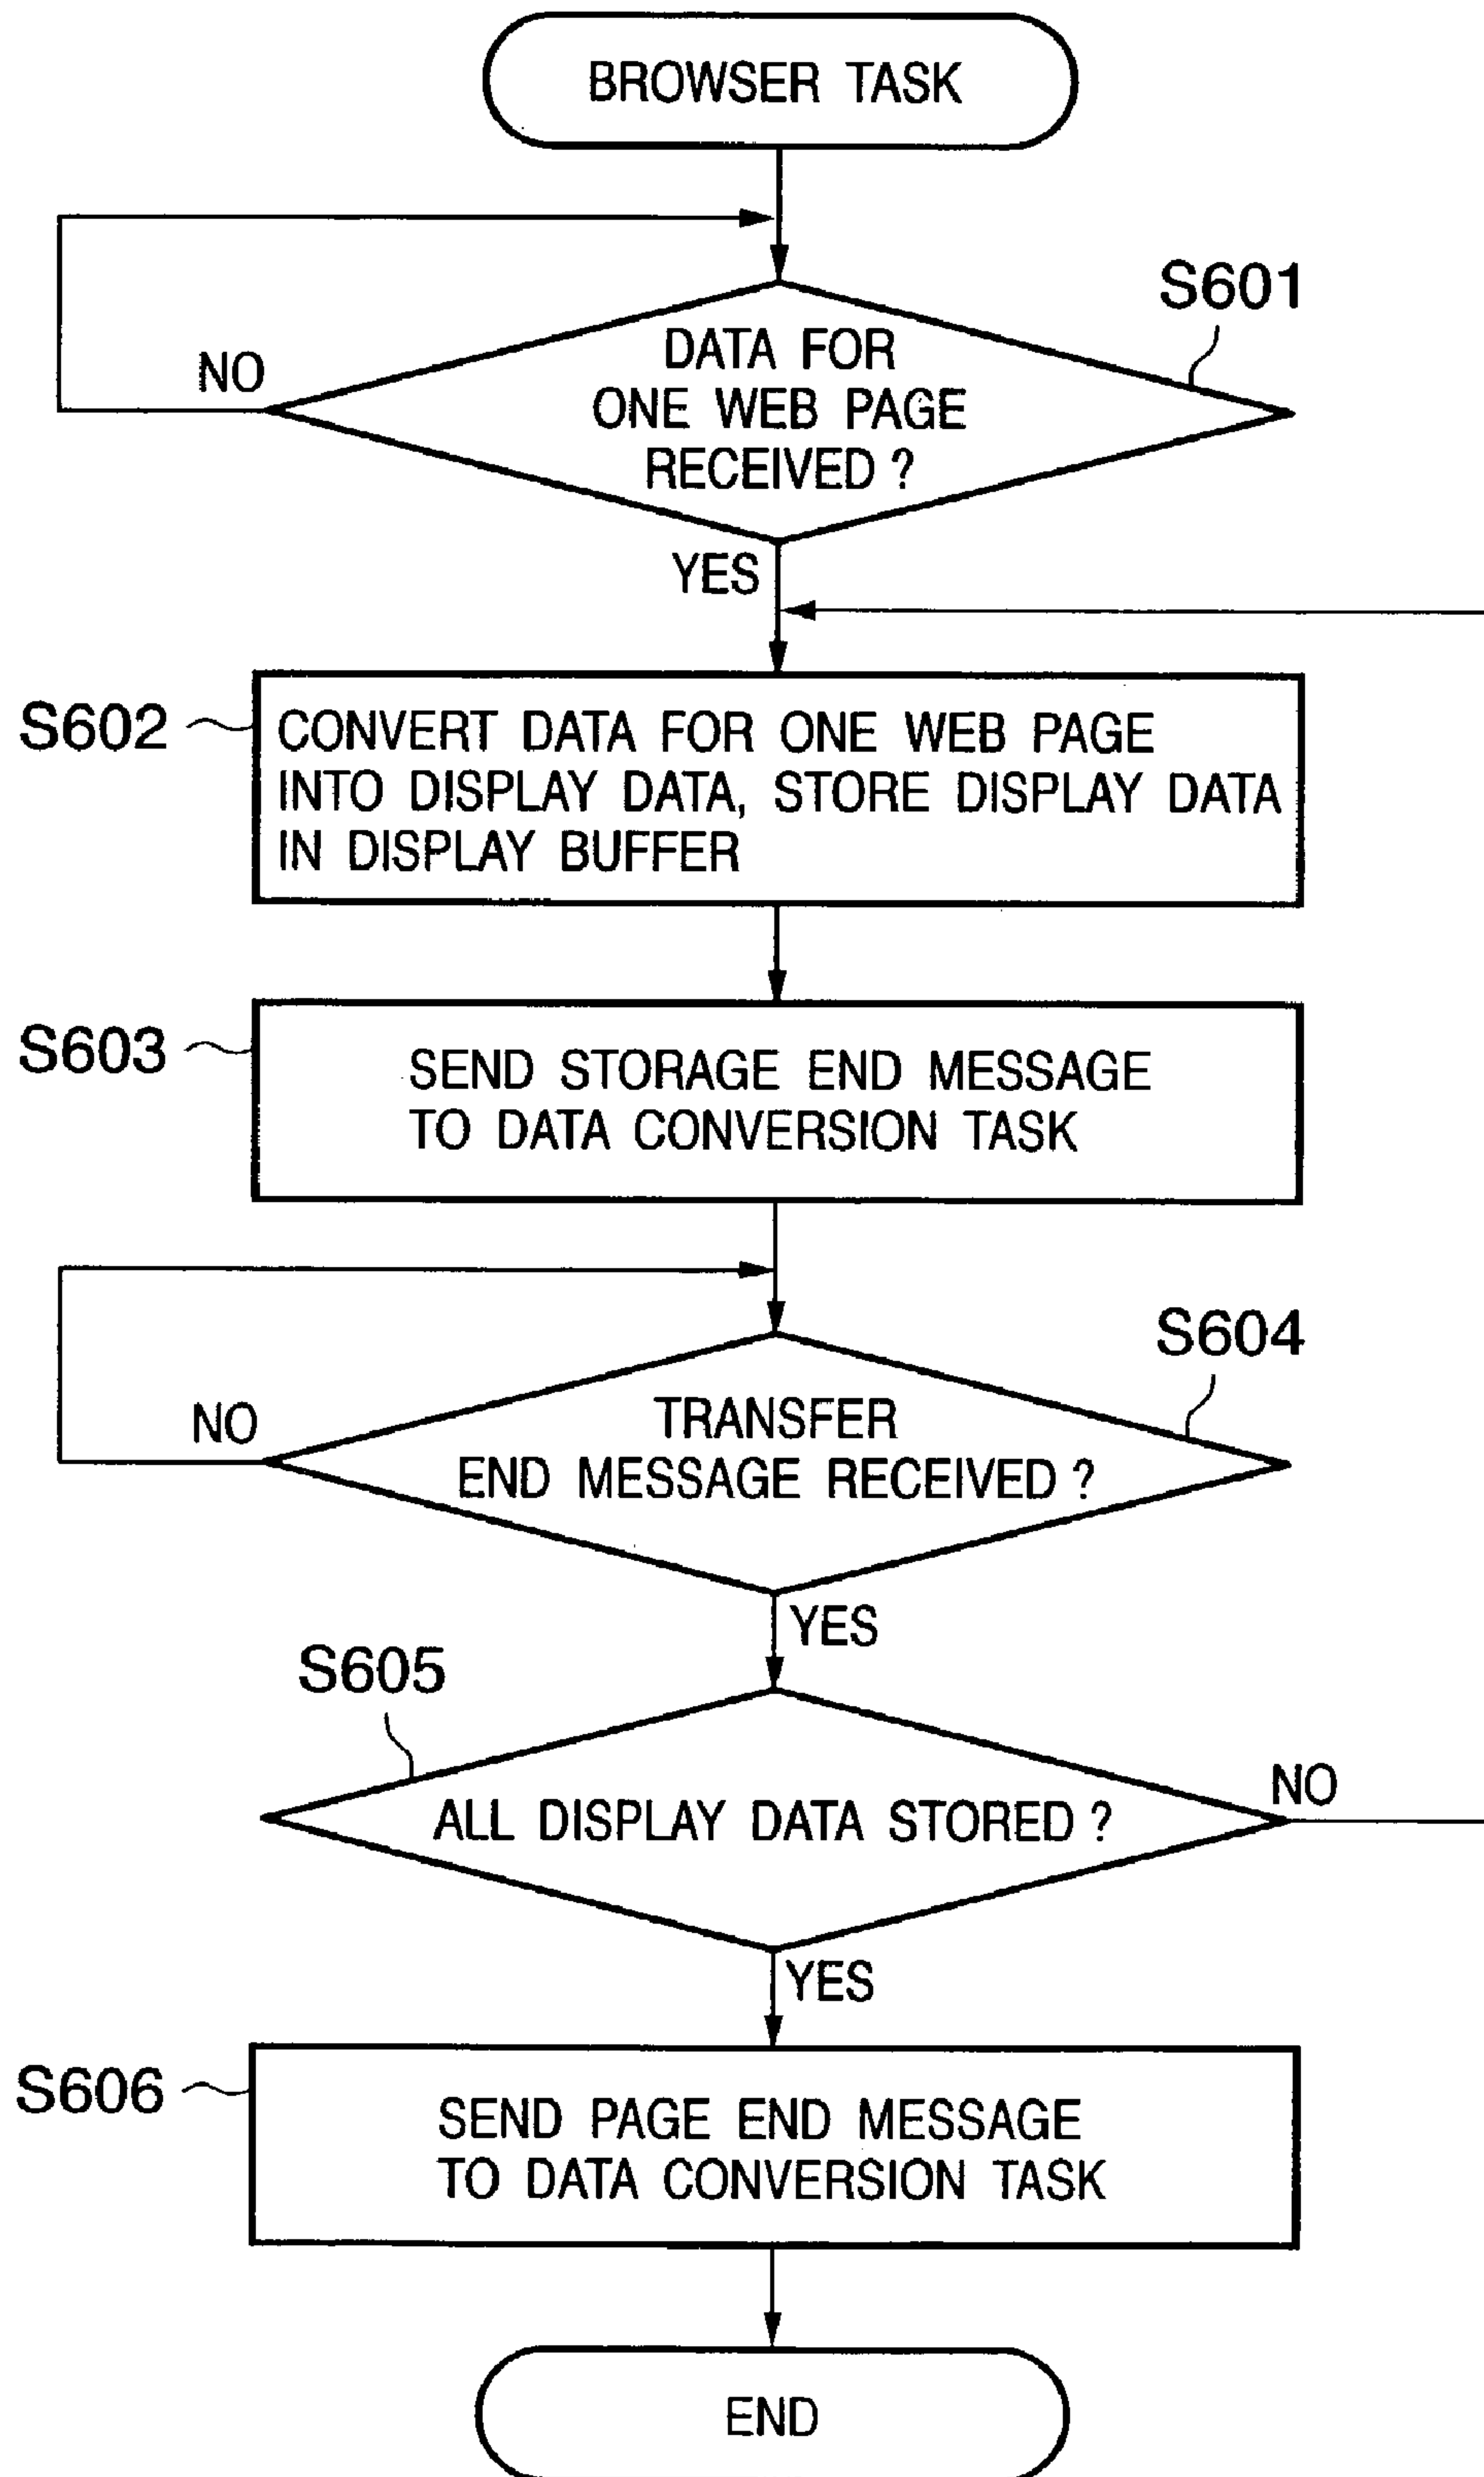 BROWSER TASK
S601
DATA FOR
ONE WEB PAGE
RECEIVED ?
NO
YES
S602
CONVERT DATA FOR ONE WEB PAGE
INTO DISPLAY DATA, STORE DISPLAY DATA
IN DISPLAY BUFFER
S603
SEND STORAGE END MESSAGE
TO DATA CONVERSION TASK
S604
TRANSFER
END MESSAGE RECEIVED ?
NO
YES
S605
ALL DISPLAY DATA STORED ?
NO
YES
S606
SEND PAGE END MESSAGE
TO DATA CONVERSION TASK
END